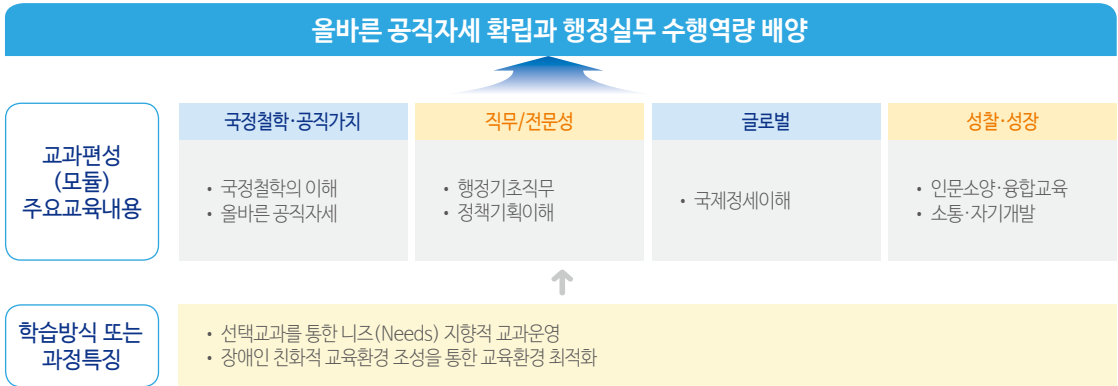 올바른 공직자세 확립과 행정실무 수행역량 배양
교과편성
(모듈)
주요교육내용
국정철학·공직가치
• 국정철학의 이해
• 올바른 공직자세
직무/전문성
• 행정기초직무
• 정책기획이해
글로벌
• 국제정세이해
성찰·성장
• 인문소양·융합교육
• 소통·자기개발
학습방식 또는
과정특징
• 선택교과를 통한 니즈(Needs) 지향적 교과운영
• 장애인 친화적 교육환경 조성을 통한 교육환경 최적화